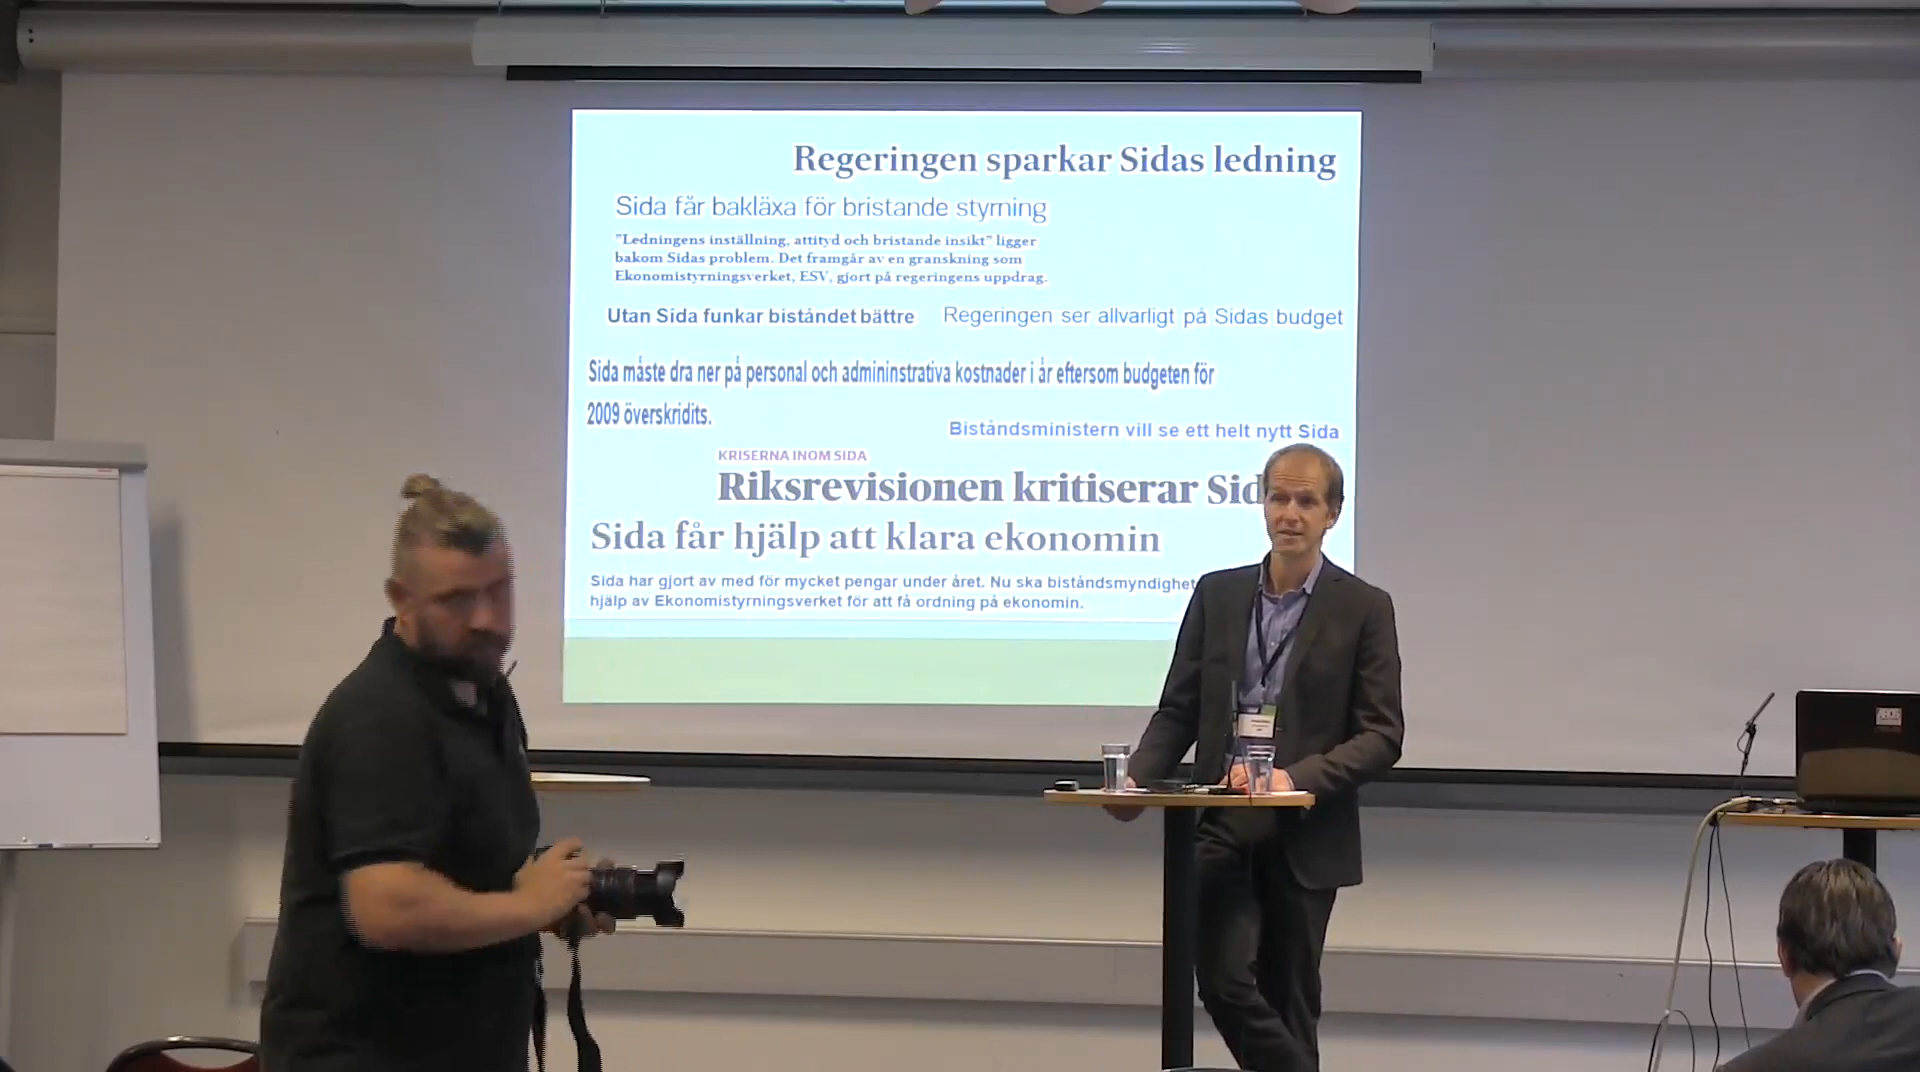 Regeringen sparkar Sidas ledning
Sida får bakläxa för bristande styrning
"Ledningens inställning, attityd och bristande insikt" ligger
bakom Sidas problem. Det framgår av en granskning som
Ekonomistyrningsverket, ESV, gjort på regeringens uppdrag.
Utan Sida funkar biståndet bättre
Regeringen ser allvarligt på Sidas budget
Sida måste dra ner på personal och admininstrativa kostnader i år eftersom budgeten för
2009 överskridits.
Biståndsministern vill se ett helt nytt Sida
KRISERNA INOM SIDA
Riksrevisionen kritiserar Sid
Sida får hjälp att klara ekonomin
Sida har gjort av med för mycket pengar under året. Nu ska biståndsmyndighet
hjälp av Ekonomistyrningsverket för att få ordning på ekonomin.